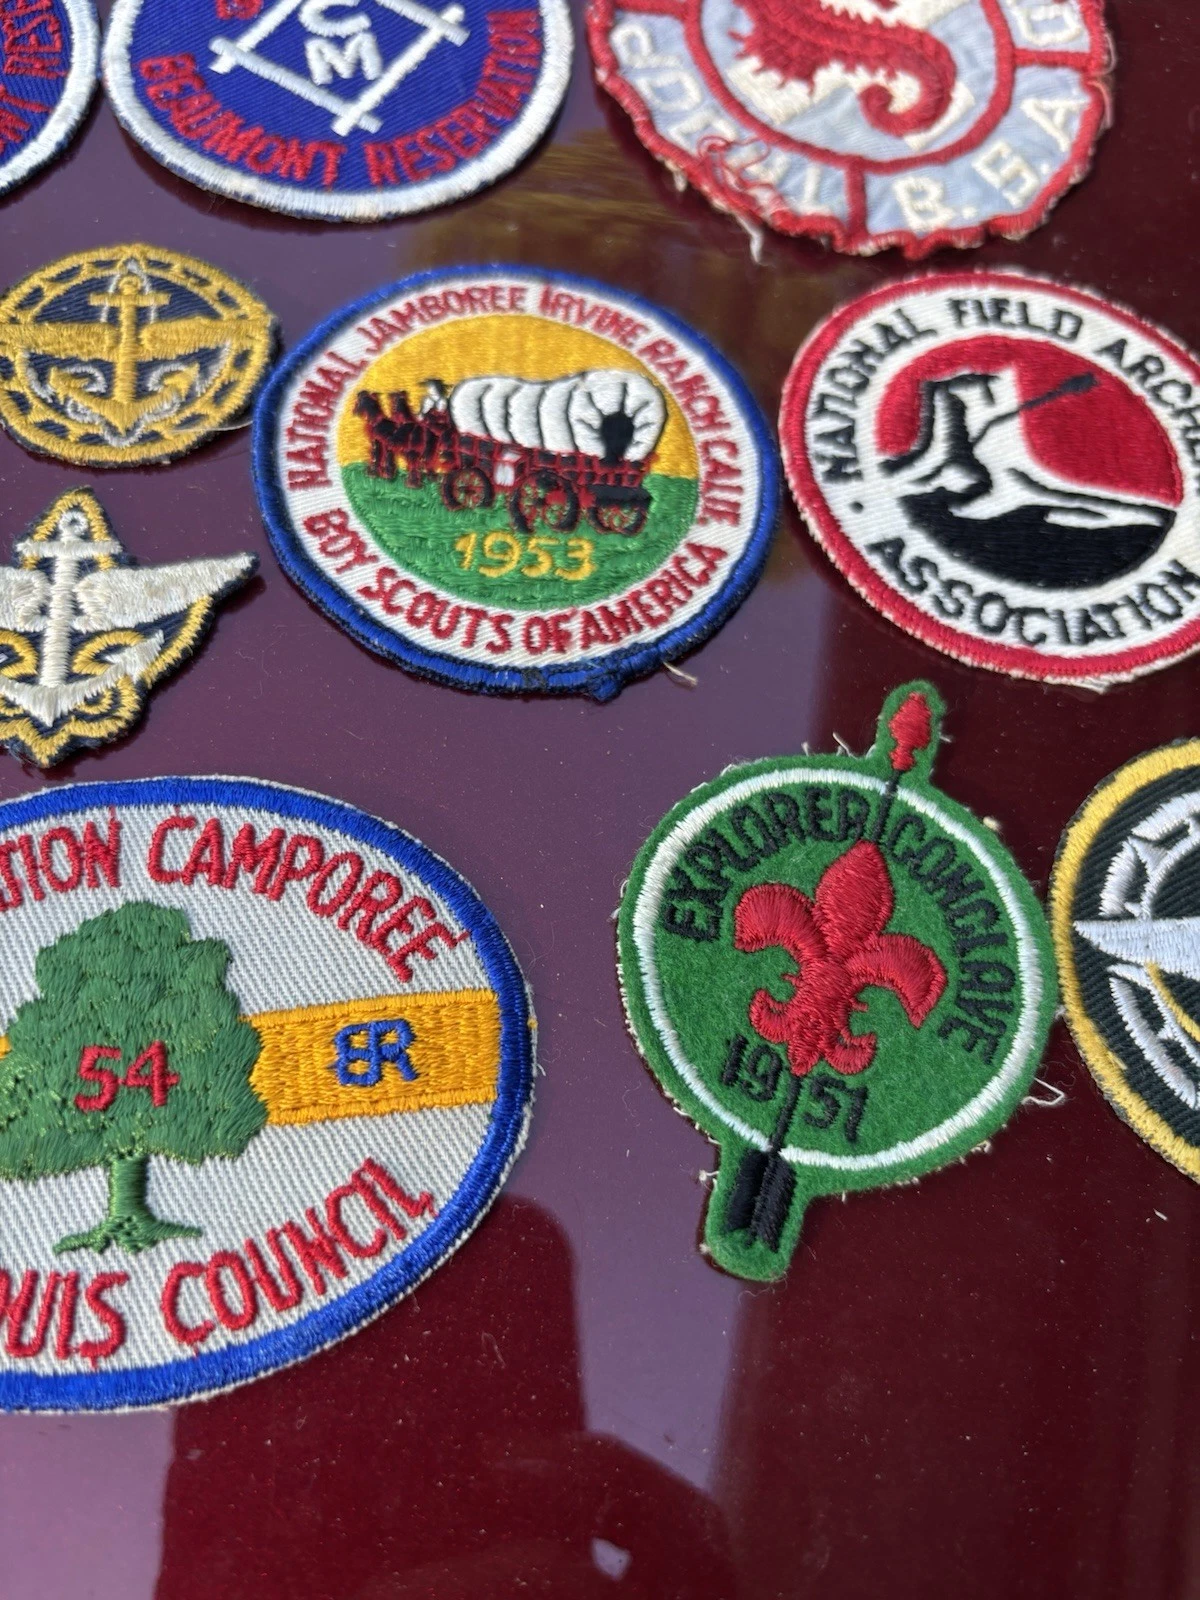 CM
BEAUMONT RESERVATION
B.S.A.
NATIONAL JAMBOREE IRVINE RANCH CALIF.
1953
BOY SCOUTS OF AMERICA
NATIONAL FIELD
ASSOCIATION
CAMPOREE
54
BR
COUNCIL
EXPLORER CONCLAVE
1951